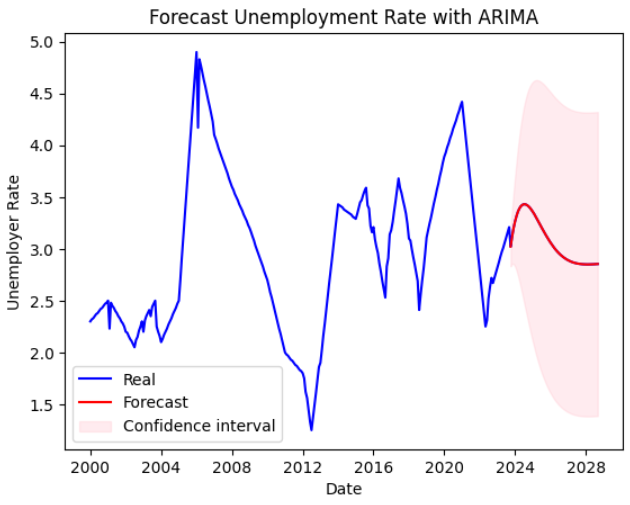 Forecast Unemployment Rate with ARIMA
Unemployer Rate
5.0
4.5
4.0
3.5
3.0
2.5
2.0
1.5
Real
Forecast
Confidence interval
2000 2004 2008 2012 2016 2020 2024 2028
Date